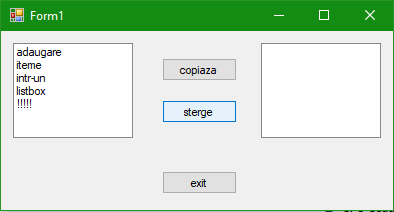 Form1
adaugare
iteme
intr-un
listbox
!!!!!
copiaza
sterge
exit